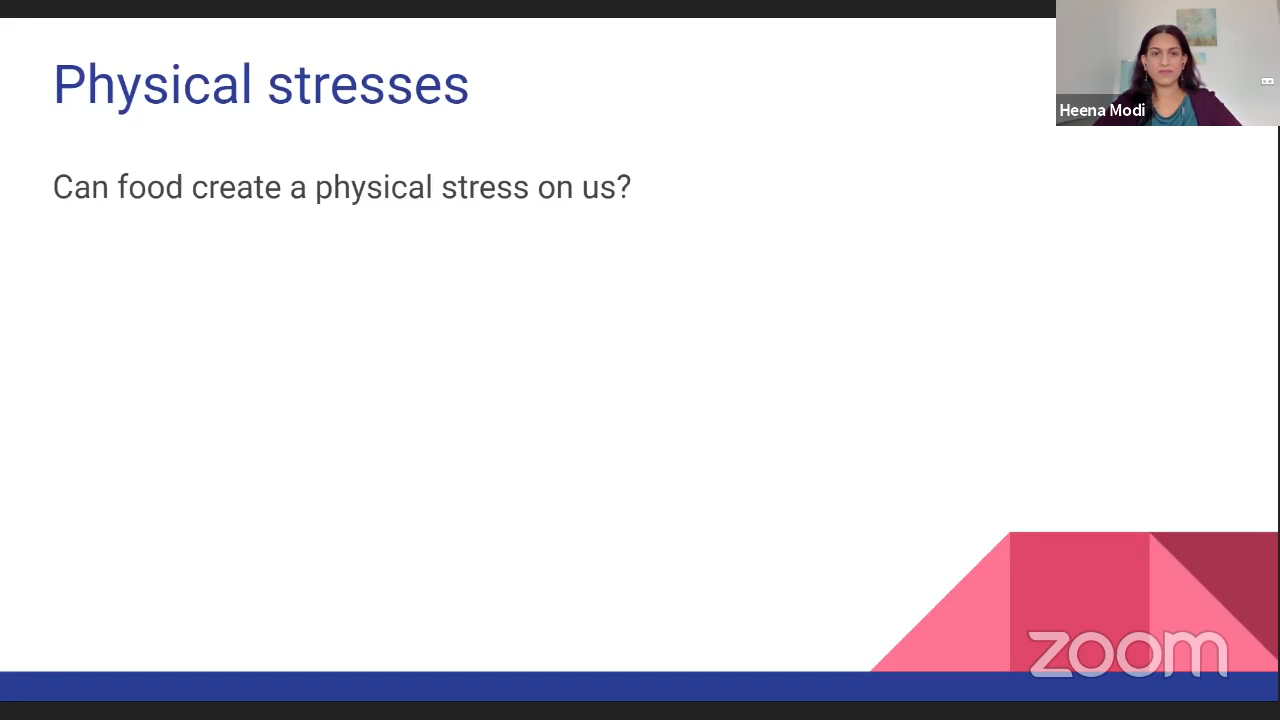 Physical stresses
Can food create a physical stress on us?
Heena Modi
zoom